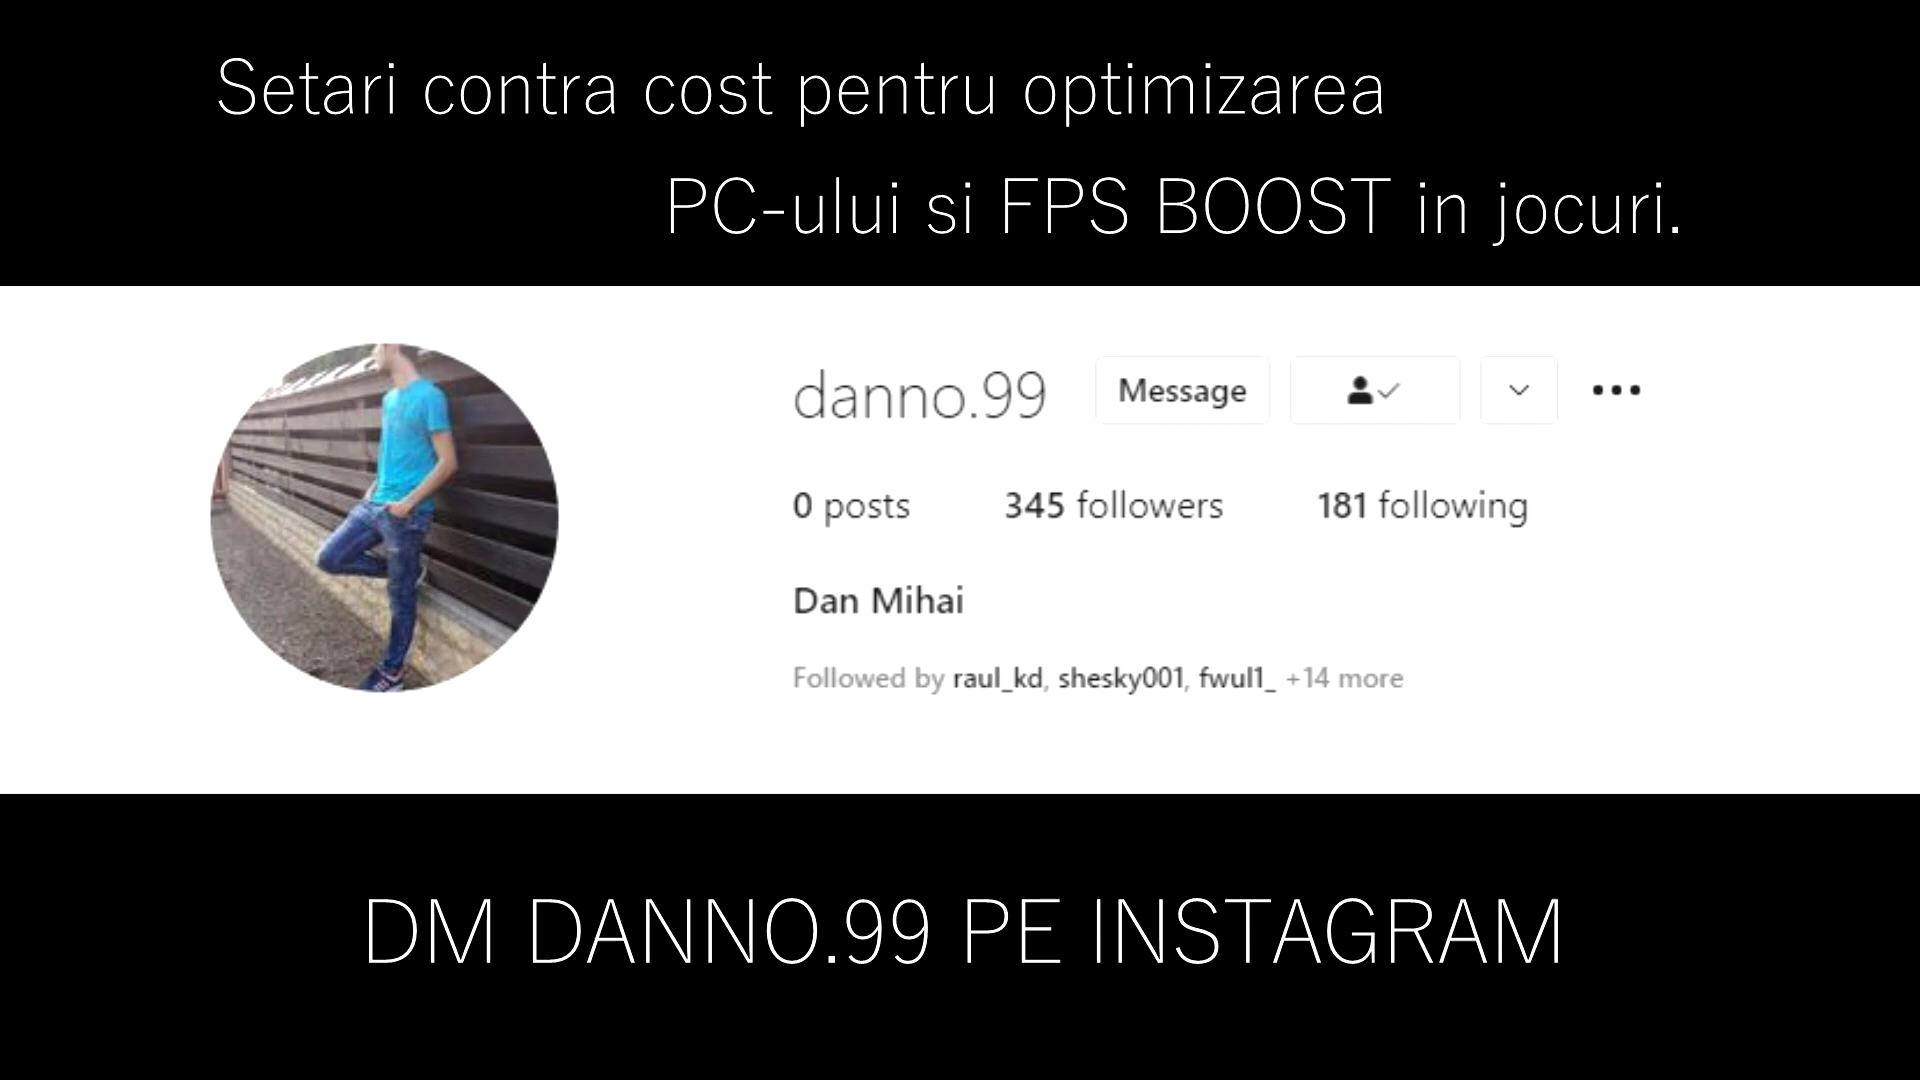 Setari contra cost pentru optimizarea
PC-ului si FPS BOOST in jocuri.
danno.99 Message
0 posts 345 followers 181 following
Dan Mihai
Followed by raul_kd, shesky001, fwul1_ +14 more
DM DANNO.99 PE INSTAGRAM